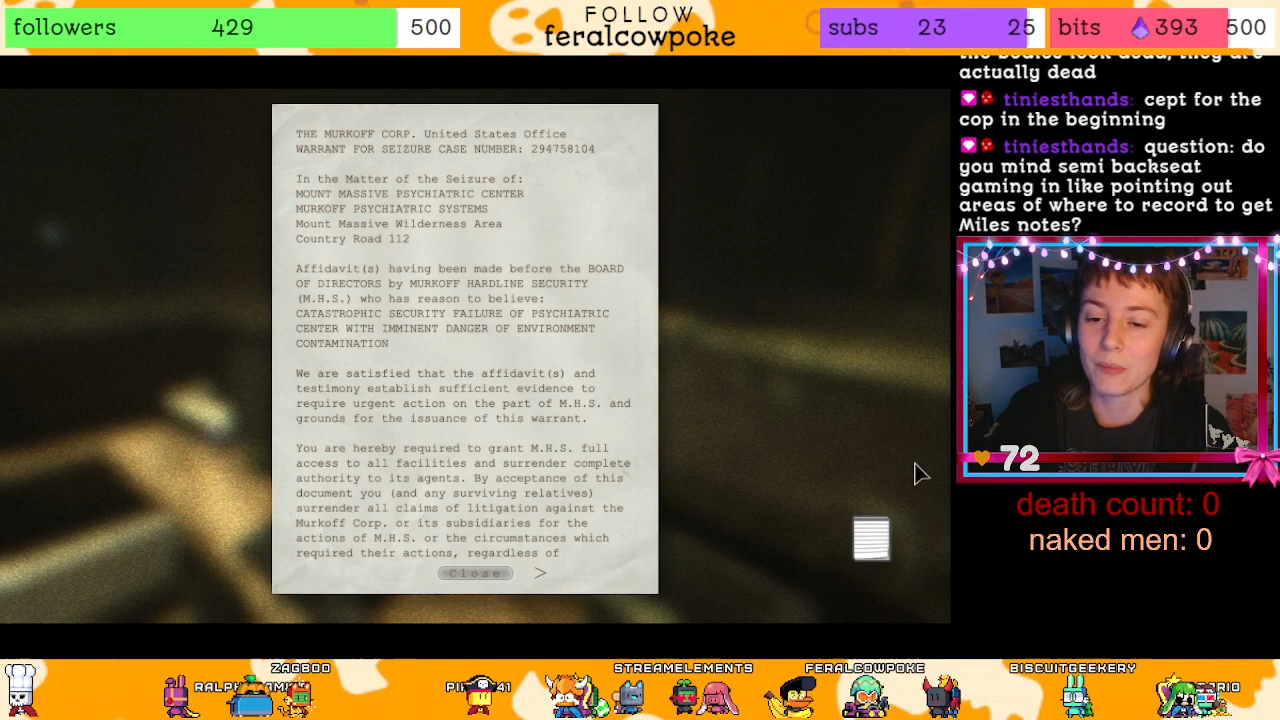 followers 429 500
FOLLOW
feralcowpoke
subs 23 25
bits 393 500
actually dead
tiniesthands: cept for the
cop in the beginning
tiniesthands: question: do
you mind semi backseat
gaming in like pointing out
areas of where to record to get
Miles notes?
THE MURKOFF CORP. United States Office
WARRANT FOR SEIZURE CASE NUMBER: 294758104
In the Matter of the Seizure of:
MOUNT MASSIVE PSYCHIATRIC CENTER
MURKOFF PSYCHIATRIC SYSTEMS
Mount Massive Wilderness Area
Country Road 112
Affidavit(s) having been made before the BOARD
OF DIRECTORS by MURKOFF HARDLINE SECURITY
(M.H.S.) who has reason to believe:
CATASTROPHIC SECURITY FAILURE OF PSYCHIATRIC
CENTER WITH IMMINENT DANGER OF ENVIRONMENT
CONTAMINATION
We are satisfied that the affidavit(s) and
testimony establish sufficient evidence to
require urgent action on the part of M.H.S. and
grounds for the issuance of this warrant.
You are hereby required to grant M.H.S. full
access to all facilities and surrender complete
authority to its agents. By acceptance of this
document you (and any surviving relatives)
surrender all claims of litigation against the
Murkoff Corp. or its subsidiaries for the
actions of M.H.S. or the circumstances which
required their actions, regardless of
Close >
72
death count: 0
naked men: 0
ZAGBOO
STREAMELEMENTS
FERALCOWPOKE
BISCUITGEEKERY